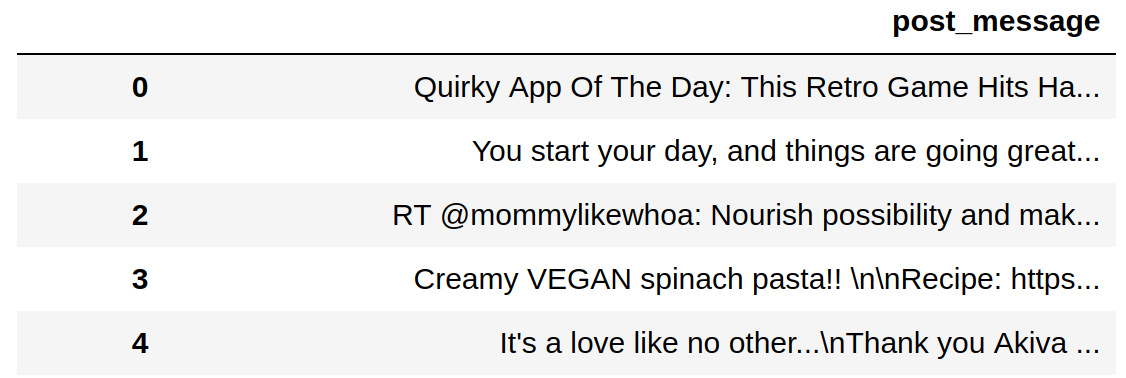 post_message
0 Quirky App Of The Day: This Retro Game Hits Ha...
1 You start your day, and things are going great...
2 RT @mommylikewhoa: Nourish possibility and mak...
3 Creamy VEGAN spinach pasta!! \n\nRecipe: https...
4 It's a love like no other...\nThank you Akiva ...